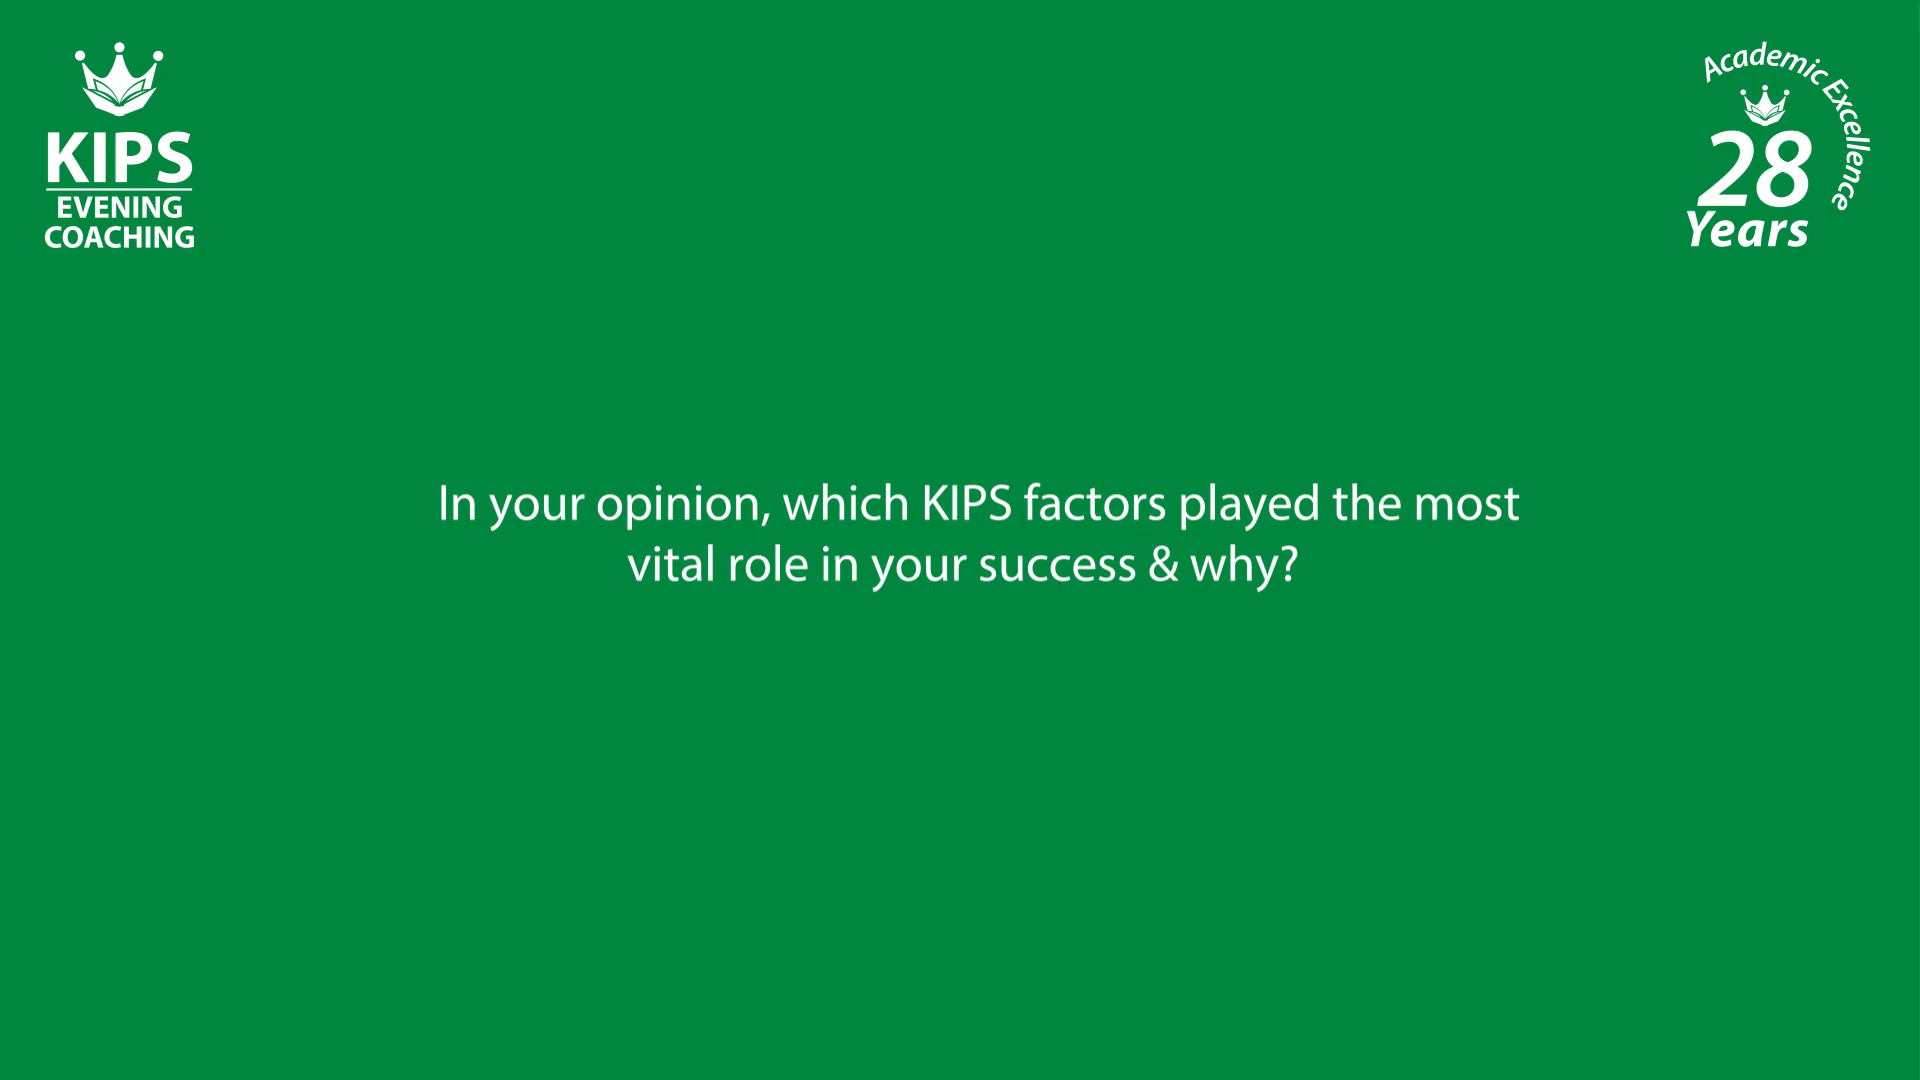 KIPS
EVENING
COACHING
Academic Excellence
28
Years
In your opinion, which KIPS factors played the most
vital role in your success & why?